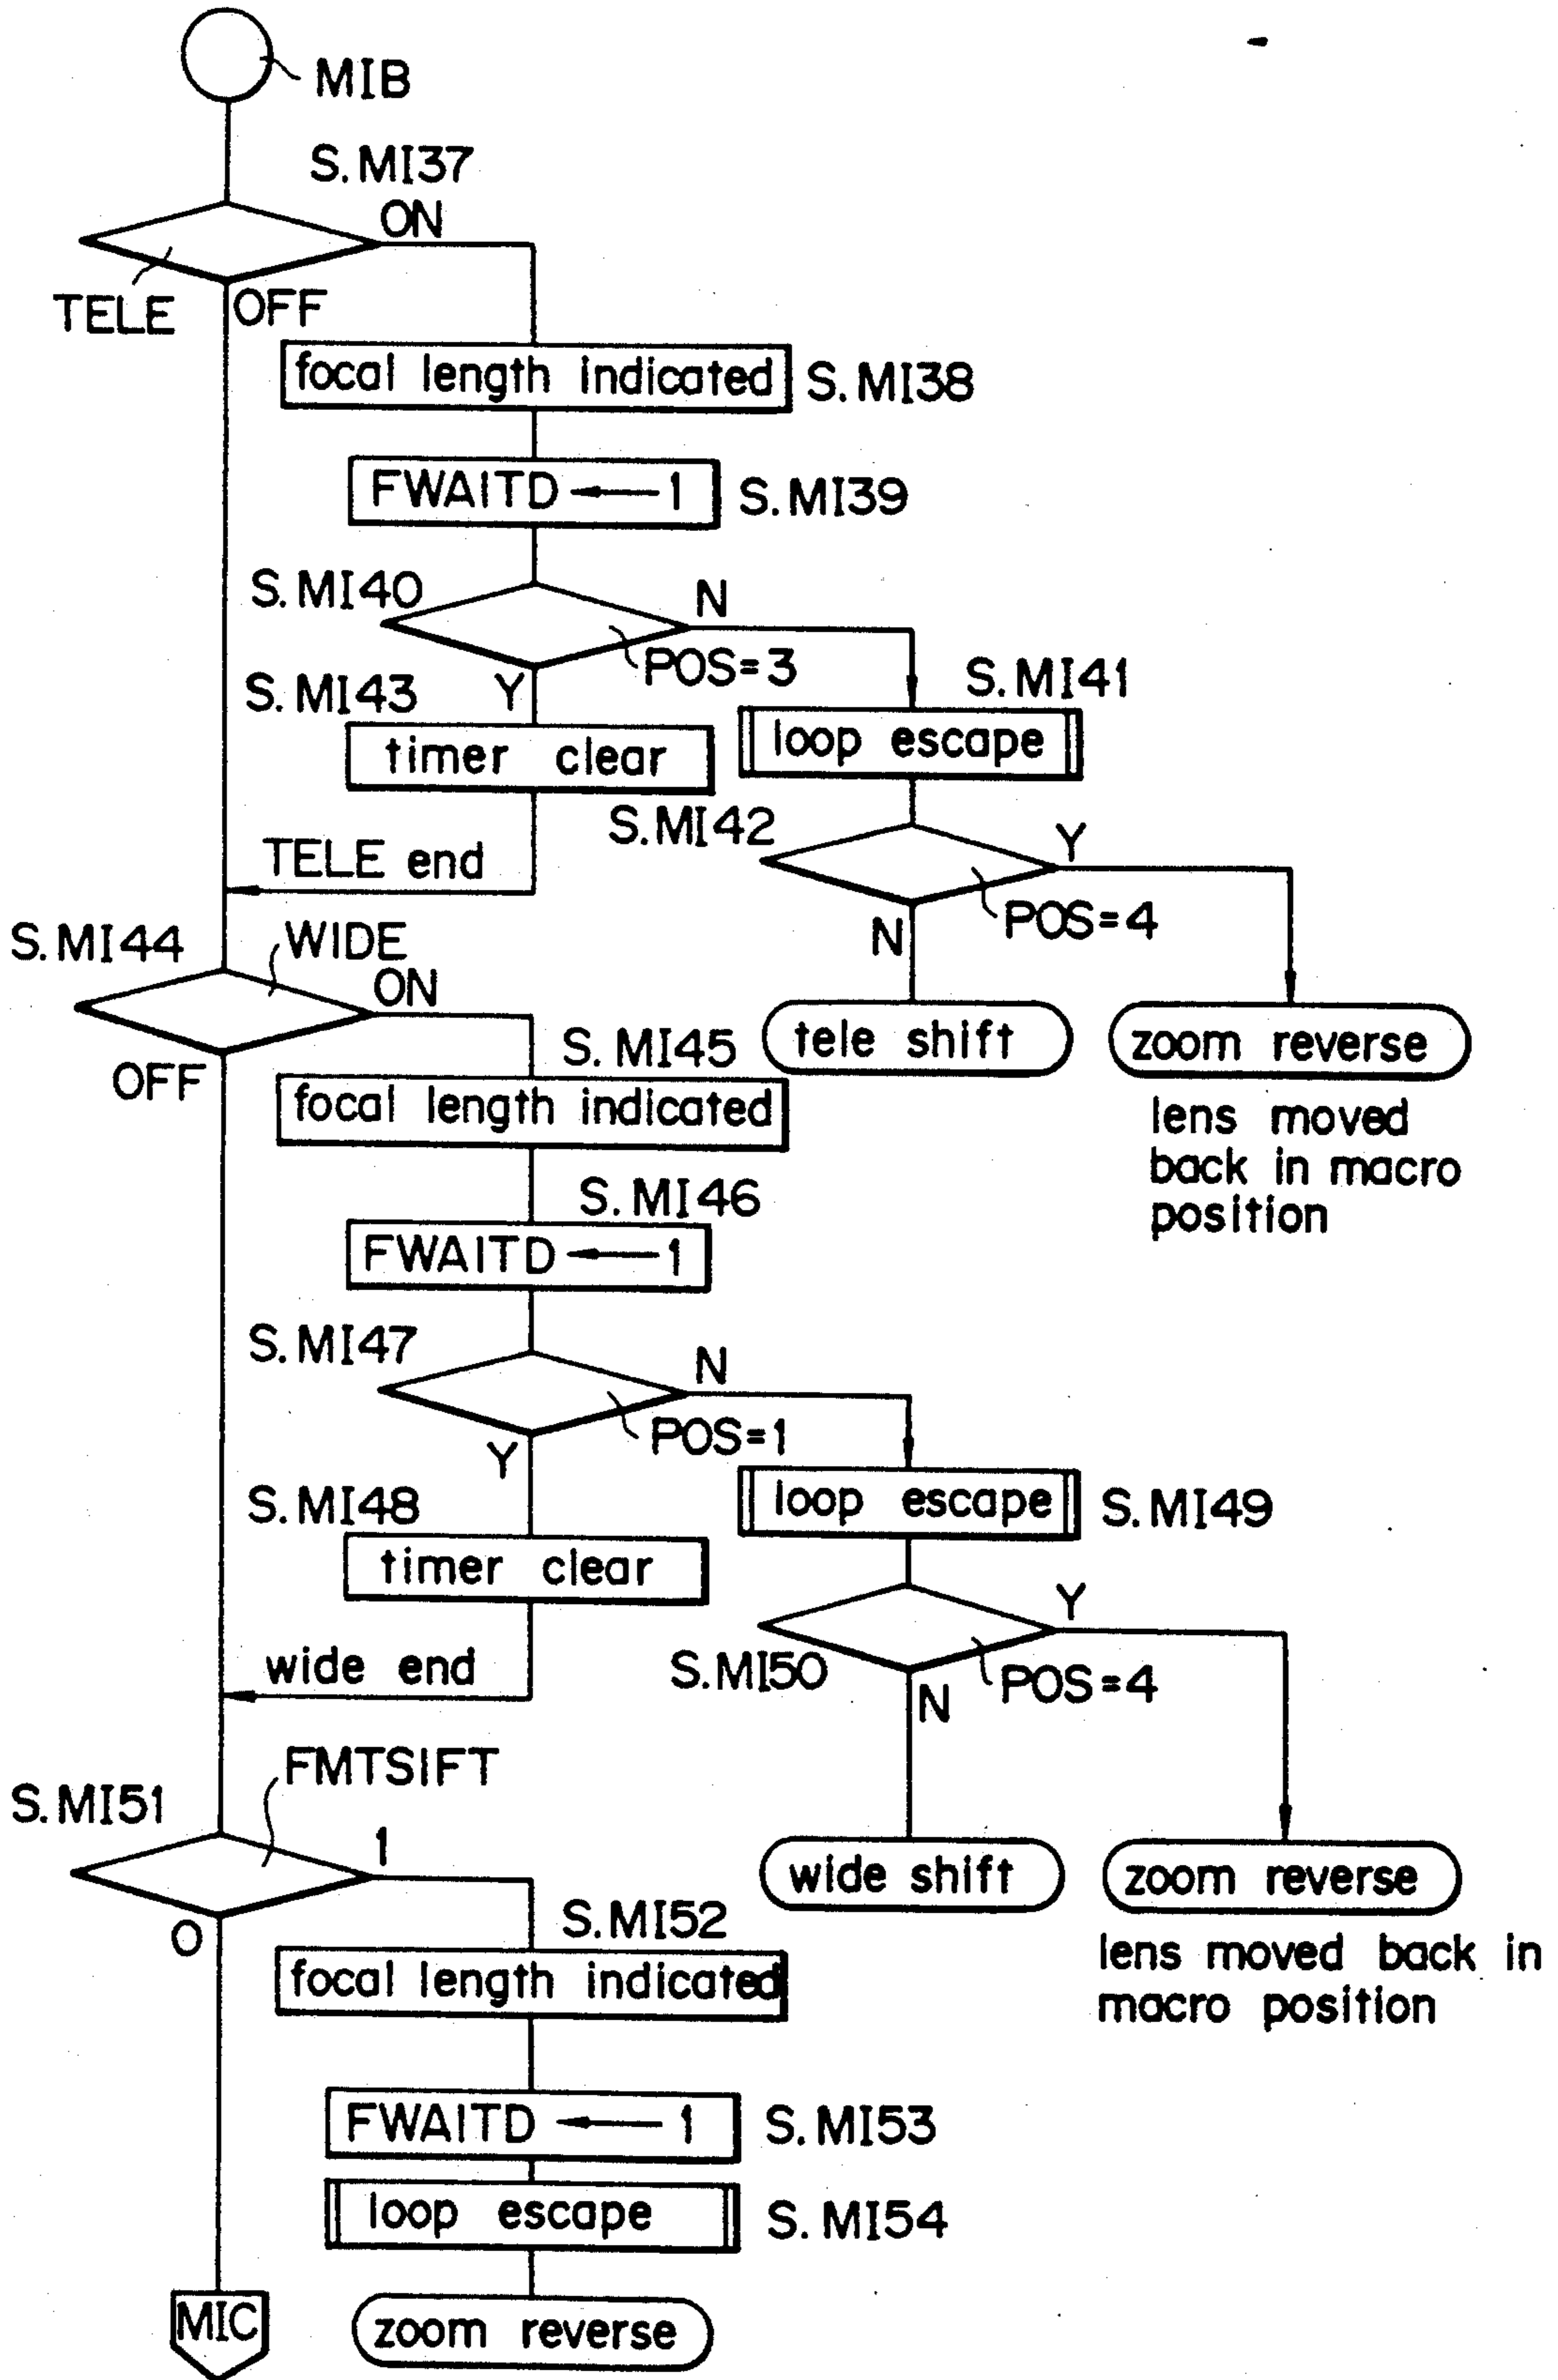 MIB
S.MI37
ON
TELE
OFF
focal length indicated S.MI38
FWAITD ← 1 S.MI39
S.MI40
N
POS=3
S.MI43
Y
S.MI41
timer clear
loop escape
S.MI42
Y
TELE end
POS=4
N
S.MI44
WIDE
ON
OFF
S.MI45
tele shift
zoom reverse
focal length indicated
lens moved
back in macro
position
S.MI46
FWAITD ← 1
S.MI47
N
POS=1
Y
S.MI48
loop escape S.MI49
timer clear
Y
wide end
S.MI50
POS=4
N
FMTSIFT
S.MI51
1
wide shift
zoom reverse
0
S.MI52
lens moved back in
macro position
focal length indicated
FWAITD ← 1 S.MI53
loop escape S.MI54
MIC
zoom reverse